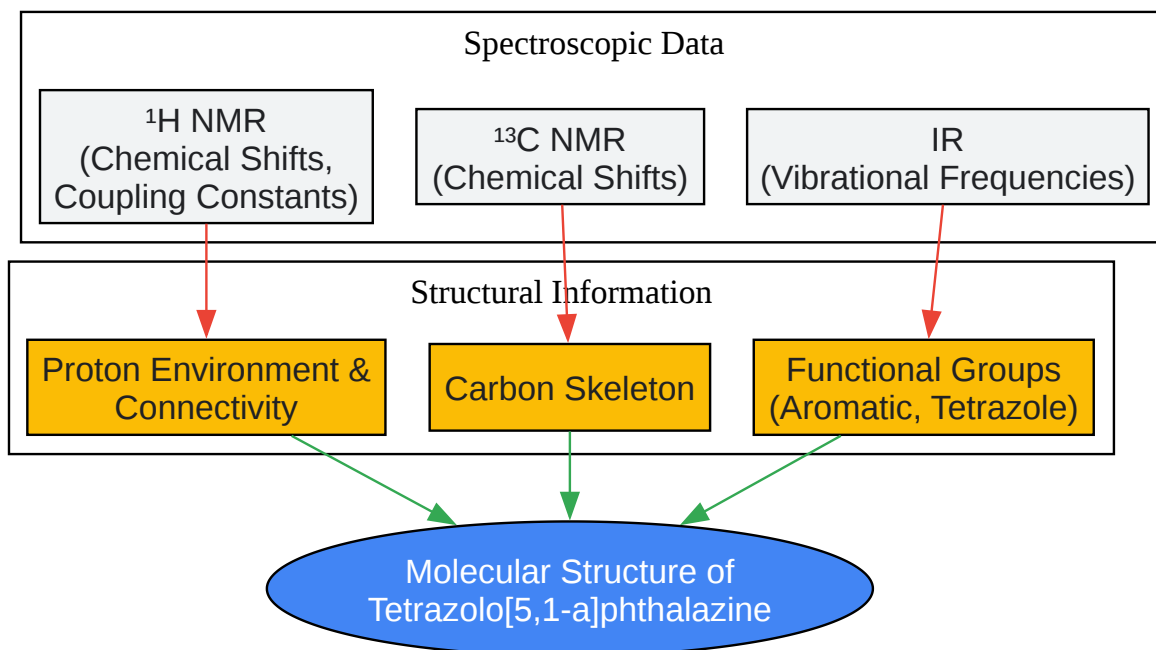 Spectroscopic Data
¹H NMR
(Chemical Shifts,
Coupling Constants)
¹³C NMR
(Chemical Shifts)
IR
(Vibrational Frequencies)
Structural Information
Proton Environment &
Connectivity
Carbon Skeleton
Functional Groups
(Aromatic, Tetrazole)
Molecular Structure of
Tetrazolo[5,1-a]phthalazine